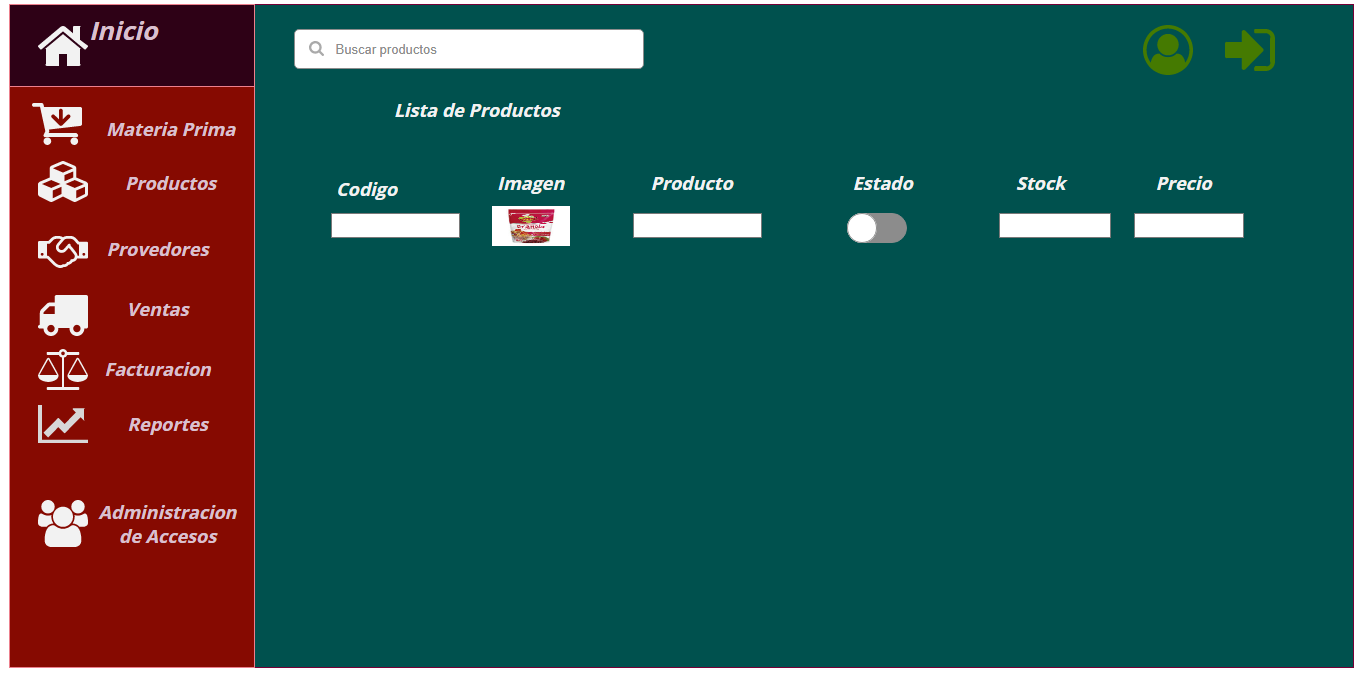 Inicio
Buscar productos
Lista de Productos
Materia Prima
Productos
Provedores
Ventas
Facturacion
Reportes
Administracion
de Accesos
Codigo
Imagen
Producto
Estado
Stock
Precio